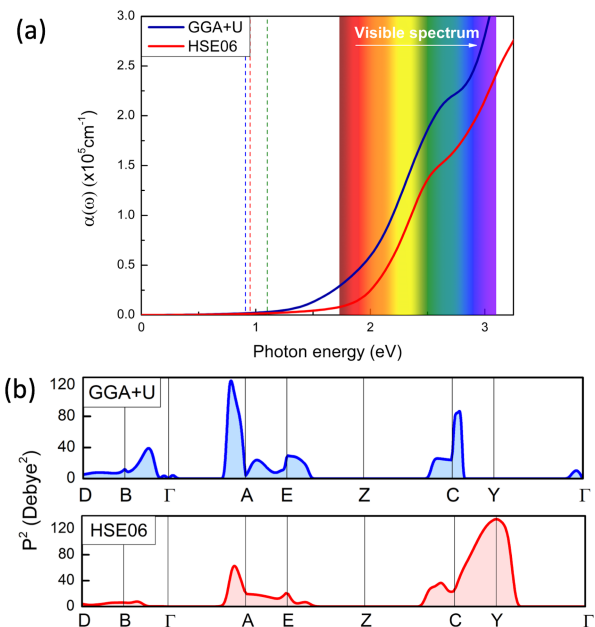 (a)
GGA+U
HSE06
Visible spectrum
α(ω) (x10⁵cm⁻¹)
3.0
2.5
2.0
1.5
1.0
0.5
0.0
0 1 2 3
Photon energy (eV)
(b)
P² (Debye²)
GGA+U
120
80
40
0
D B Γ A E Z C Y Γ
HSE06
120
80
40
0
D B Γ A E Z C Y Γ